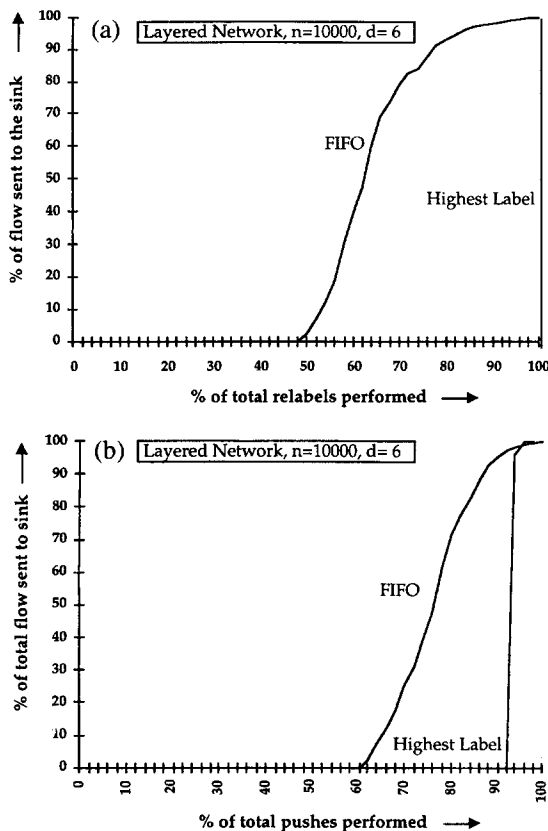 (a) Layered Network, n=10000, d= 6
% of flow sent to the sink
100
90
80
70
60
50
40
30
20
10
0
FIFO
Highest Label
0 10 20 30 40 50 60 70 80 90 100
% of total relabels performed
(b) Layered Network, n=10000, d= 6
% of total flow sent to sink
100
90
80
70
60
50
40
30
20
10
0
FIFO
Highest Label
0 10 20 30 40 50 60 70 80 90 100
% of total pushes performed